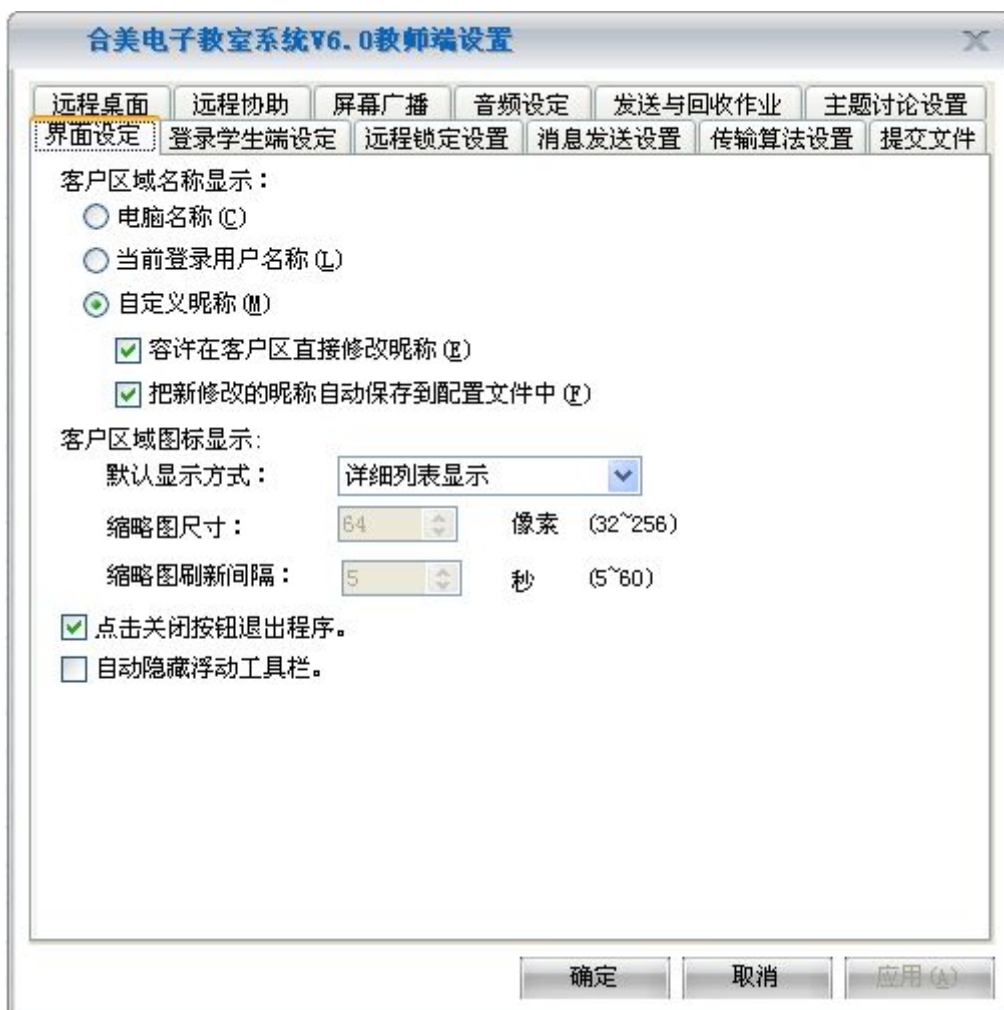 合美电子教室系统V6.0教师端设置
远程桌面 远程协助 屏幕广播 音频设定 发送与回收作业 主题讨论设置
界面设定 登录学生端设定 远程锁定设置 消息发送设置 传输算法设置 提交文件
客户区域名称显示：
电脑名称(C)
当前登录用户名称(L)
自定义昵称(M)
容许在客户区直接修改昵称(E)
把新修改的昵称自动保存到配置文件中(F)
客户区域图标显示:
默认显示方式： 详细列表显示
缩略图尺寸： 64 像素 (32~256)
缩略图刷新间隔： 5 秒 (5~60)
点击关闭按钮退出程序。
自动隐藏浮动工具栏。
确定 取消 应用(A)